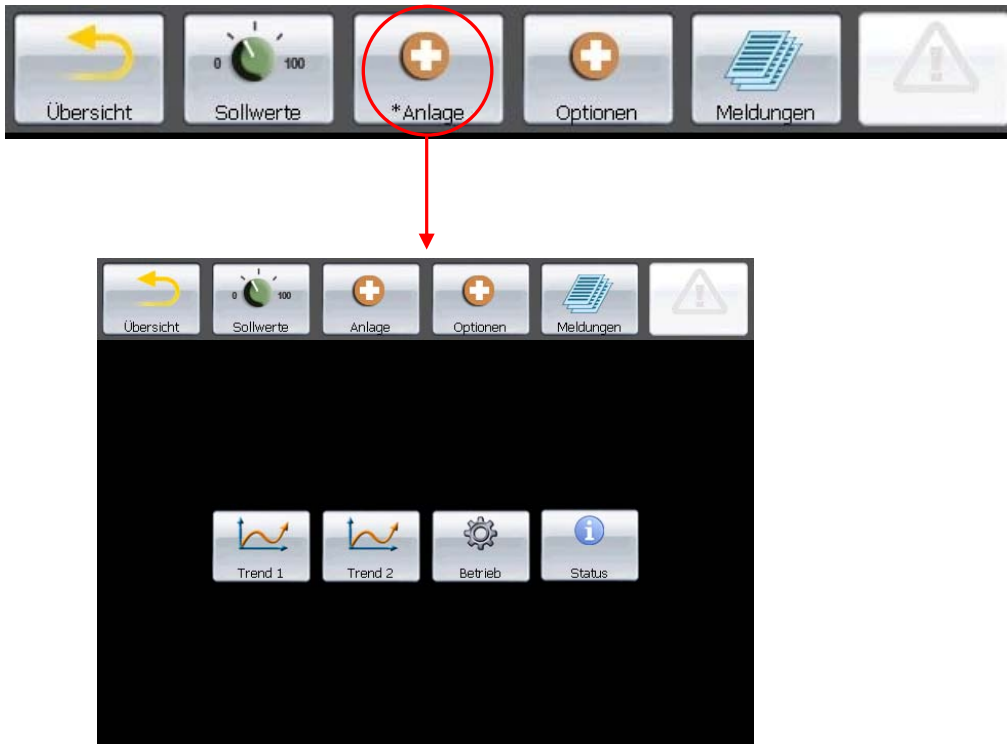 0 100
Übersicht Sollwerte *Anlage Optionen Meldungen
0 100
Übersicht Sollwerte Anlage Optionen Meldungen
Trend 1 Trend 2 Betrieb Status